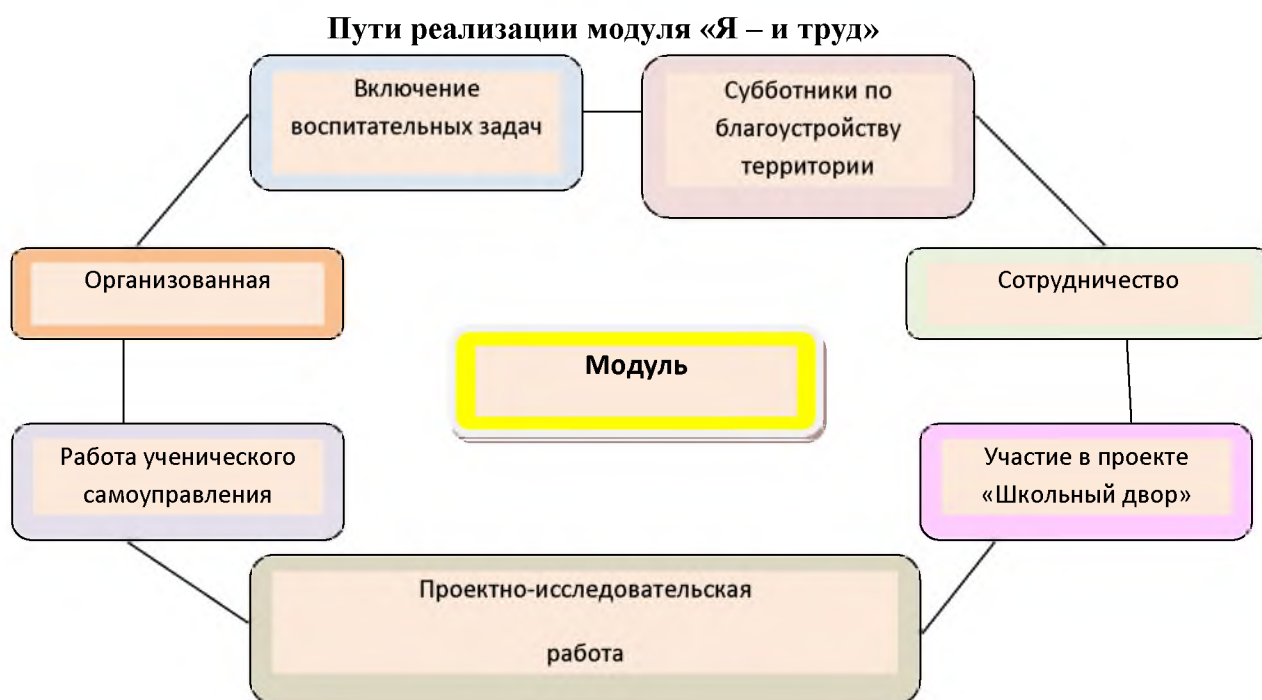 Пути реализации модуля «Я – и труд»
Включение
воспитательных задач
Субботники по
благоустройству
территории
Организованная
Сотрудничество
Модуль
Работа ученического
самоуправления
Участие в проекте
«Школьный двор»
Проектно-исследовательская
работа